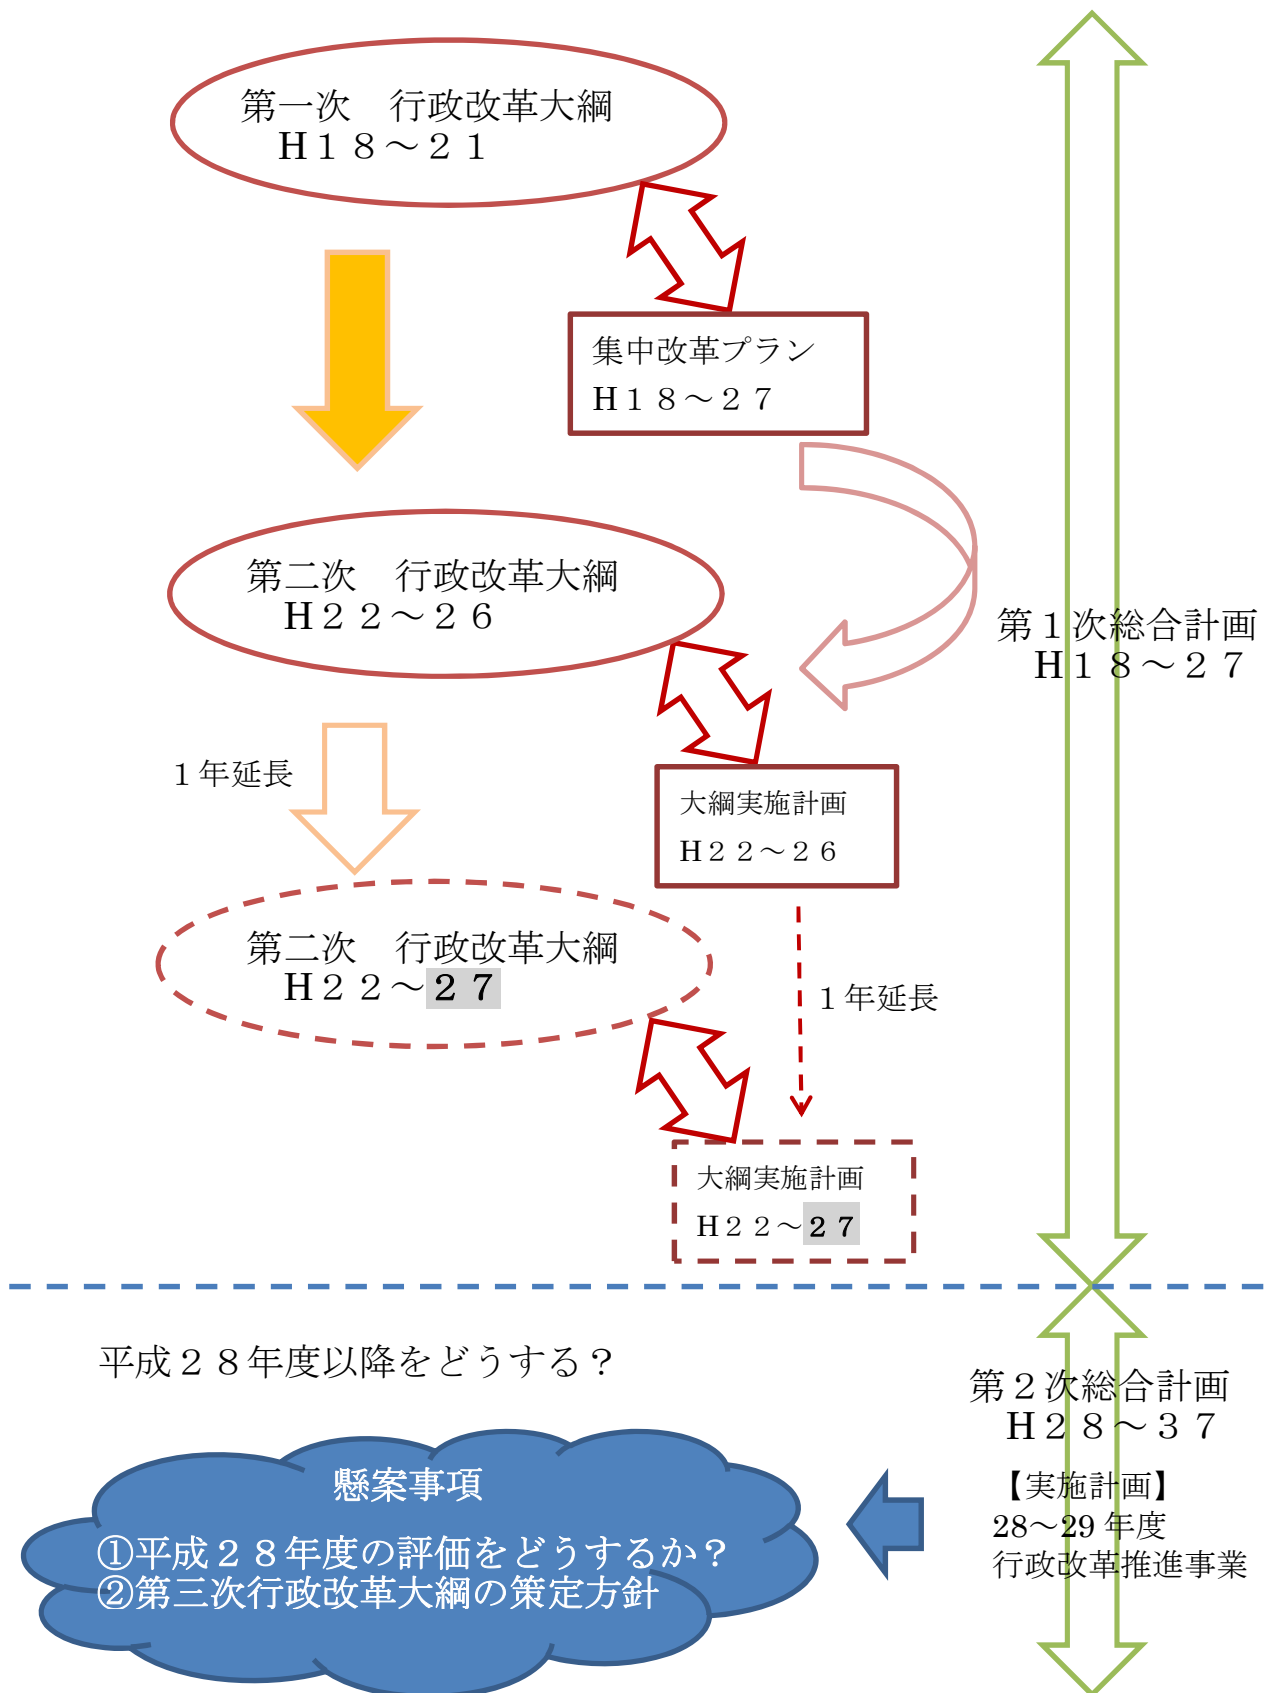 第一次　行政改革大綱
H１８～２１
集中改革プラン
H１８～２７
第二次　行政改革大綱
H２２～２６
第１次総合計画
H１８～２７
１年延長
大綱実施計画
H２２～２６
第二次　行政改革大綱
H２２～２７
１年延長
大綱実施計画
H２２～２７
平成２８年度以降をどうする？
第２次総合計画
H２８～３７
【実施計画】
28～29 年度
行政改革推進事業
懸案事項
①平成２８年度の評価をどうするか？
②第三次行政改革大綱の策定方針